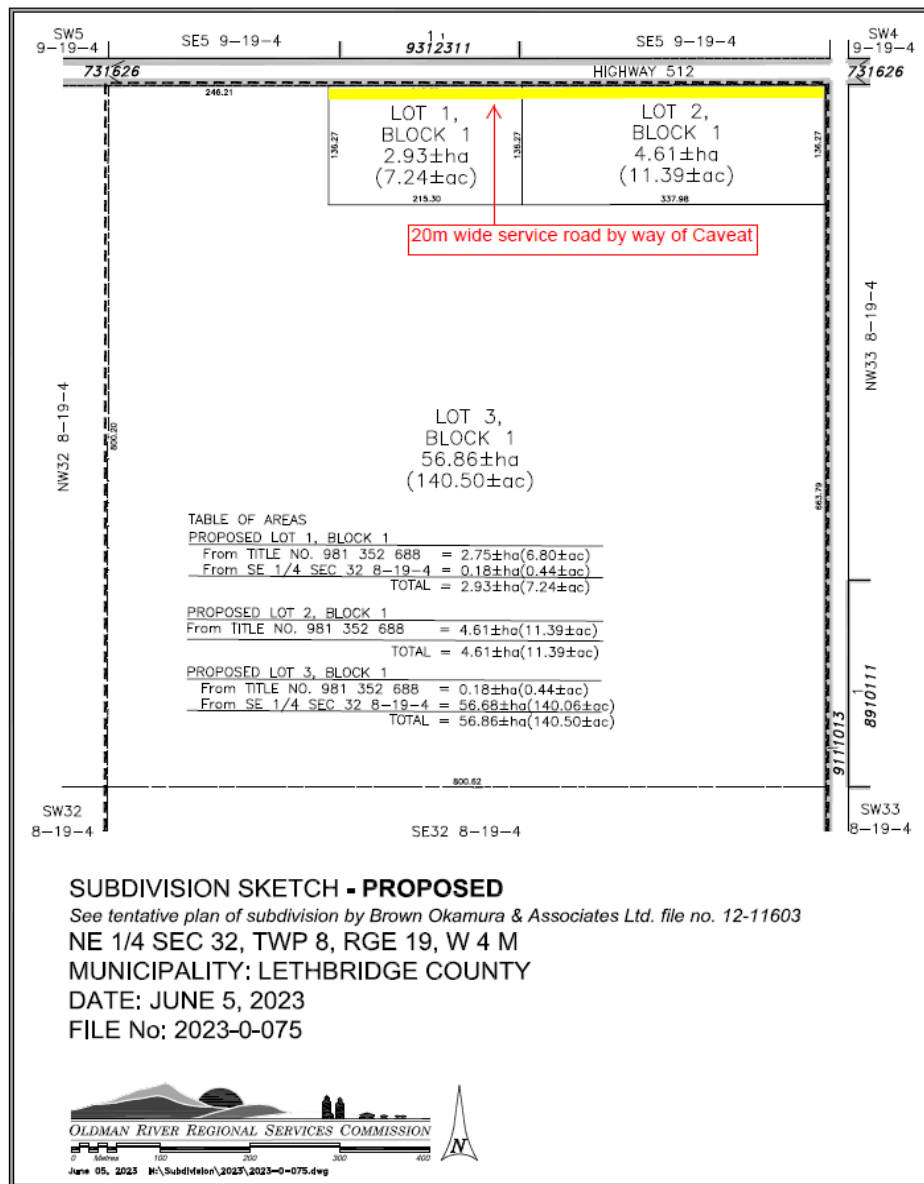 SW5
9-19-4
SE5 9-19-4
1
9312311
SE5 9-19-4
SW4
9-19-4
731626
HIGHWAY 512
731626
246.21
LOT 1,
BLOCK 1
2.93±ha
(7.24±ac)
136.27
136.27
LOT 2,
BLOCK 1
4.61±ha
(11.39±ac)
136.27
215.30
337.98
20m wide service road by way of Caveat
NW32 8-19-4
800.20
NW33 8-19-4
LOT 3,
BLOCK 1
56.86±ha
(140.50±ac)
663.79
TABLE OF AREAS
PROPOSED LOT 1, BLOCK 1
From TITLE NO. 981 352 688 = 2.75±ha(6.80±ac)
From SE 1/4 SEC 32 8-19-4 = 0.18±ha(0.44±ac)
TOTAL = 2.93±ha(7.24±ac)
PROPOSED LOT 2, BLOCK 1
From TITLE NO. 981 352 688 = 4.61±ha(11.39±ac)
TOTAL = 4.61±ha(11.39±ac)
PROPOSED LOT 3, BLOCK 1
From TITLE NO. 981 352 688 = 0.18±ha(0.44±ac)
From SE 1/4 SEC 32 8-19-4 = 56.68±ha(140.06±ac)
TOTAL = 56.86±ha(140.50±ac)
1
8910111
9111013
800.62
SW32
8-19-4
SE32 8-19-4
SW33
8-19-4
SUBDIVISION SKETCH - PROPOSED
See tentative plan of subdivision by Brown Okamura & Associates Ltd. file no. 12-11603
NE 1/4 SEC 32, TWP 8, RGE 19, W 4 M
MUNICIPALITY: LETHBRIDGE COUNTY
DATE: JUNE 5, 2023
FILE No: 2023-0-075
OLDMAN RIVER REGIONAL SERVICES COMMISSION
0 Metres 100 200 300 400
June 05, 2023 N:\Subdivision\2023\2023-0-075.dwg
N